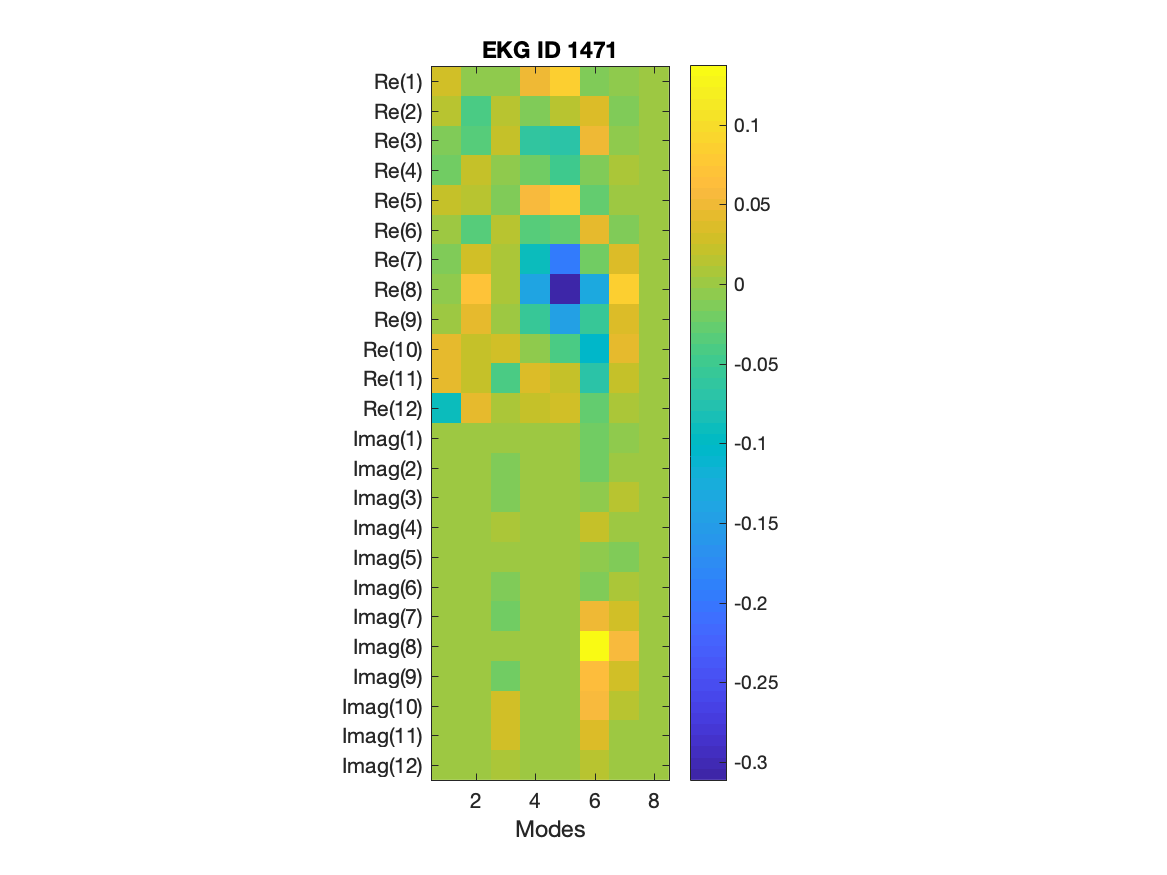 EKG ID 1471
Re(1)
Re(2)
Re(3)
Re(4)
Re(5)
Re(6)
Re(7)
Re(8)
Re(9)
Re(10)
Re(11)
Re(12)
Imag(1)
Imag(2)
Imag(3)
Imag(4)
Imag(5)
Imag(6)
Imag(7)
Imag(8)
Imag(9)
Imag(10)
Imag(11)
Imag(12)
2 4 6 8
Modes
0.1
0.05
0
-0.05
-0.1
-0.15
-0.2
-0.25
-0.3